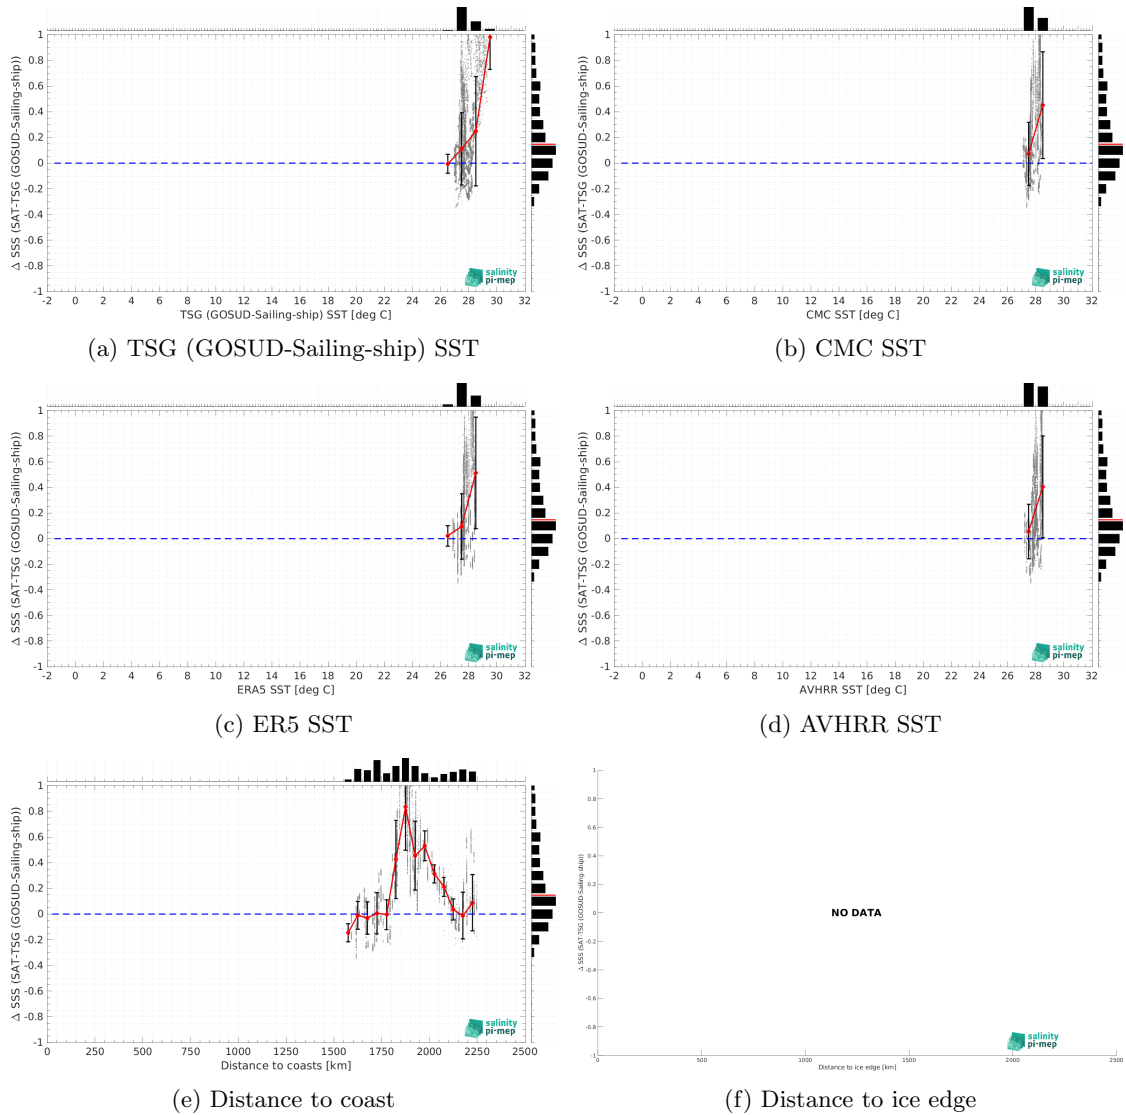 Δ SSS (SAT-TSG (GOSUD-Sailing-ship))
1
0.8
0.6
0.4
0.2
0
-0.2
-0.4
-0.6
-0.8
-1
salinity
pi-mep
-2 0 2 4 6 8 10 12 14 16 18 20 22 24 26 28 30 32
TSG (GOSUD-Sailing-ship) SST [deg C]
(a) TSG (GOSUD-Sailing-ship) SST
Δ SSS (SAT-TSG (GOSUD-Sailing-ship))
1
0.8
0.6
0.4
0.2
0
-0.2
-0.4
-0.6
-0.8
-1
salinity
pi-mep
-2 0 2 4 6 8 10 12 14 16 18 20 22 24 26 28 30 32
CMC SST [deg C]
(b) CMC SST
Δ SSS (SAT-TSG (GOSUD-Sailing-ship))
1
0.8
0.6
0.4
0.2
0
-0.2
-0.4
-0.6
-0.8
-1
salinity
pi-mep
-2 0 2 4 6 8 10 12 14 16 18 20 22 24 26 28 30 32
ERA5 SST [deg C]
(c) ER5 SST
Δ SSS (SAT-TSG (GOSUD-Sailing-ship))
1
0.8
0.6
0.4
0.2
0
-0.2
-0.4
-0.6
-0.8
-1
salinity
pi-mep
-2 0 2 4 6 8 10 12 14 16 18 20 22 24 26 28 30 32
AVHRR SST [deg C]
(d) AVHRR SST
Δ SSS (SAT-TSG (GOSUD-Sailing-ship))
1
0.8
0.6
0.4
0.2
0
-0.2
-0.4
-0.6
-0.8
-1
salinity
pi-mep
0 250 500 750 1000 1250 1500 1750 2000 2250 2500
Distance to coasts [km]
(e) Distance to coast
Δ SSS (SAT-TSG (GOSUD-Sailing-ship))
1
0.8
0.6
0.4
0.2
0
-0.2
-0.4
-0.6
-0.8
-1
NO DATA
salinity
pi-mep
0 500 1000 1500 2000 2500
Distance to ice edge [km]
(f) Distance to ice edge